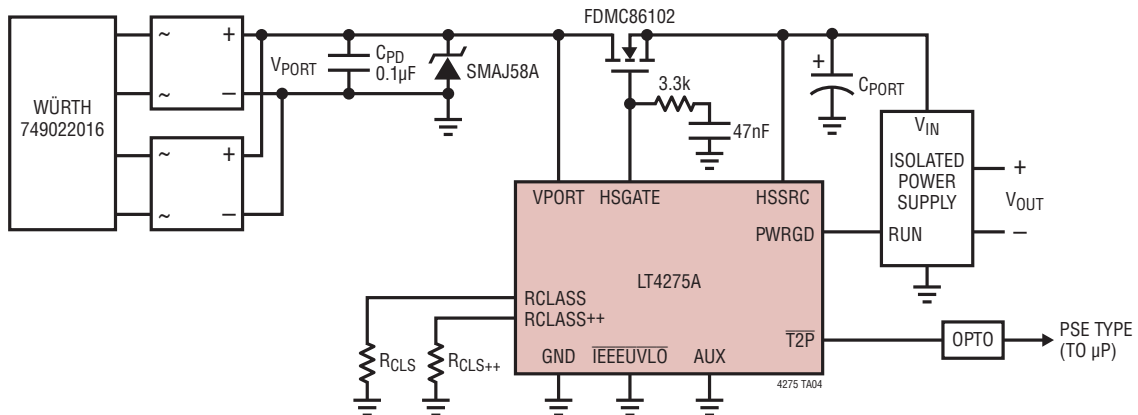 FDMC86102
WÜRTH
749022016
~
+
~
−
~
+
~
−
VPORT
CPD
0.1µF
SMAJ58A
3.3k
47nF
+
CPORT
VIN
ISOLATED
POWER
SUPPLY
RUN
+
VOUT
−
VPORT
HSGATE
HSSRC
PWRGD
LT4275A
RCLASS
RCLASS++
T2P
RCLS
RCLS++
GND
IEEEUVLO
AUX
OPTO
PSE TYPE
(TO µP)
4275 TA04